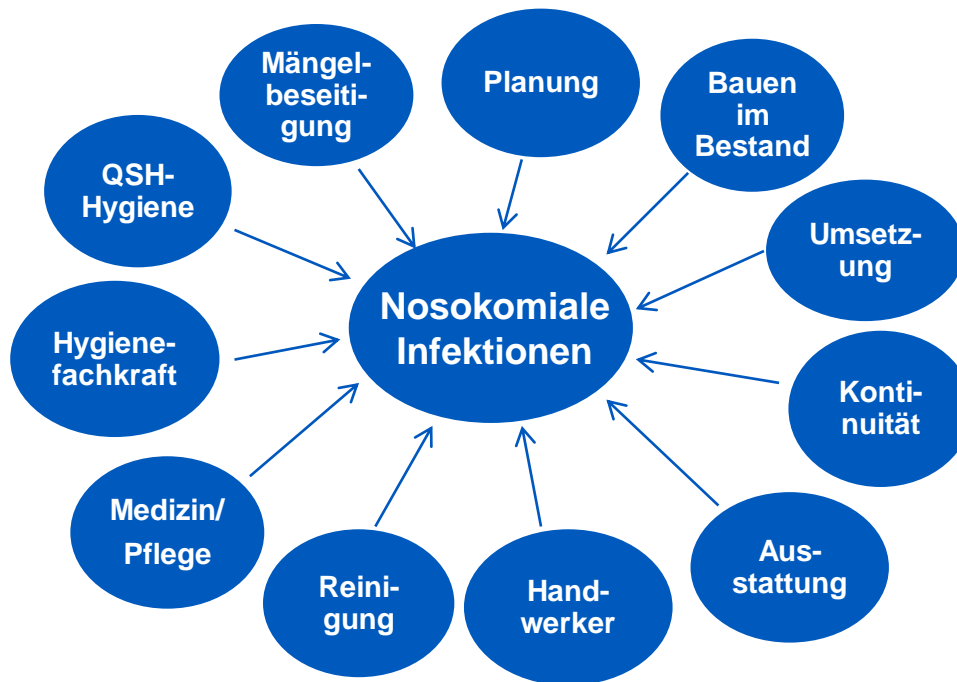 Mängel-
beseiti-
gung
Planung
Bauen
im
Bestand
QSH-
Hygiene
Umsetz-
ung
Nosokomiale
Infektionen
Hygiene-
fachkraft
Konti-
nuität
Medizin/
Pflege
Reini-
gung
Hand-
werker
Aus-
stattung